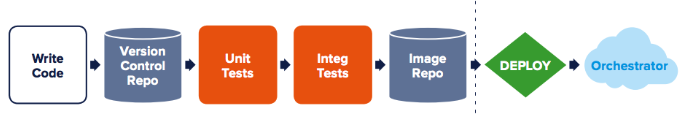 Write
Code
Version
Control
Repo
Unit
Tests
Integ
Tests
Image
Repo
DEPLOY
Orchestrator